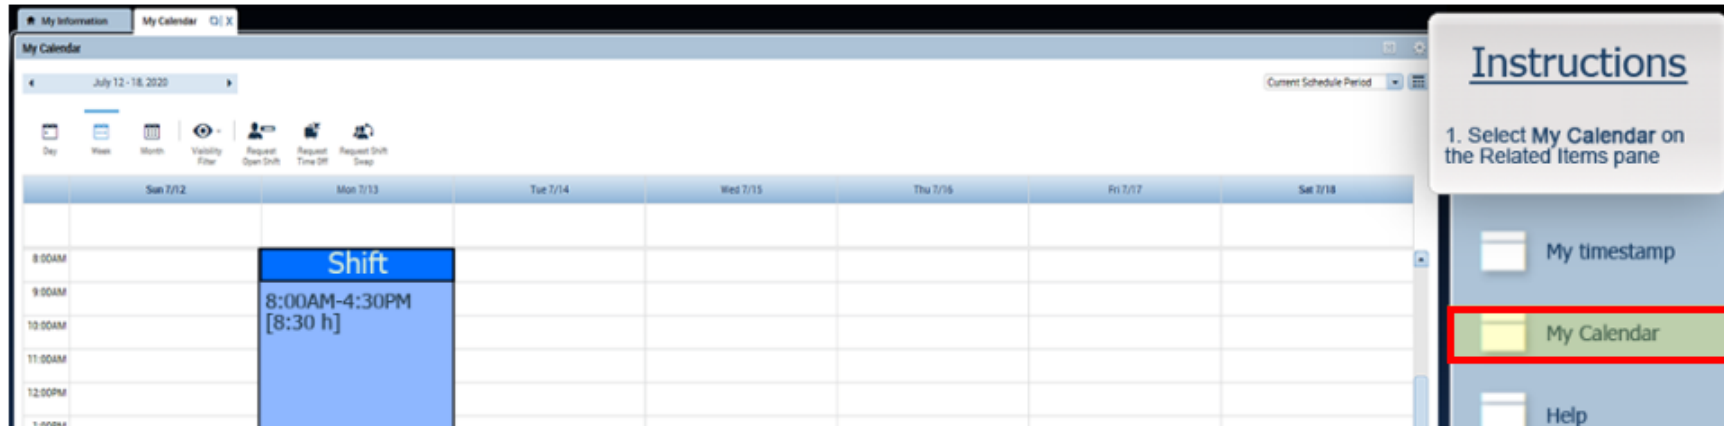 My Information
My Calendar
X
My Calendar
July 12 - 18, 2020
Current Schedule Period
Day
Week
Month
Visibility
Filter
Request
Open Shift
Request
Time Off
Request Shift
Swap
Sun 7/12
Mon 7/13
Tue 7/14
Wed 7/15
Thu 7/16
Fri 7/17
Sat 7/18
8:00AM
9:00AM
10:00AM
11:00AM
12:00PM
1:00PM
Shift
8:00AM-4:30PM
[8:30 h]
Instructions
1. Select My Calendar on
the Related Items pane
My timestamp
My Calendar
Help